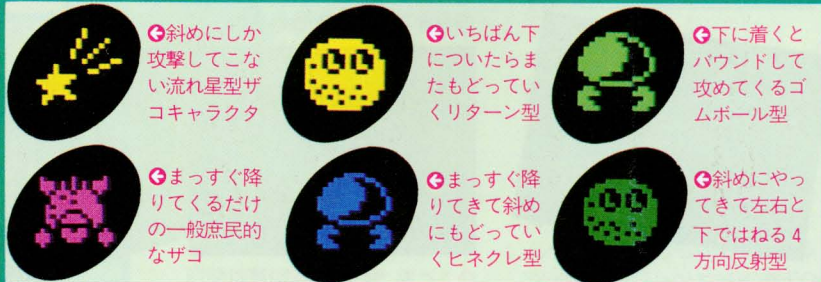 ←斜めにしか
攻撃してこな
い流れ星型ザ
コキャラクタ
←いちばん下
についたらま
たもどってい
くリターン型
←下に着くと
バウンドして
攻めてくるゴ
ムボール型
←まっすぐ降
りてくるだけ
の一般庶民的
なザコ
←まっすぐ降
りてきて斜め
にもどってい
くヒネクレ型
←斜めにやっ
てきて左右と
下ではねる4
方向反射型